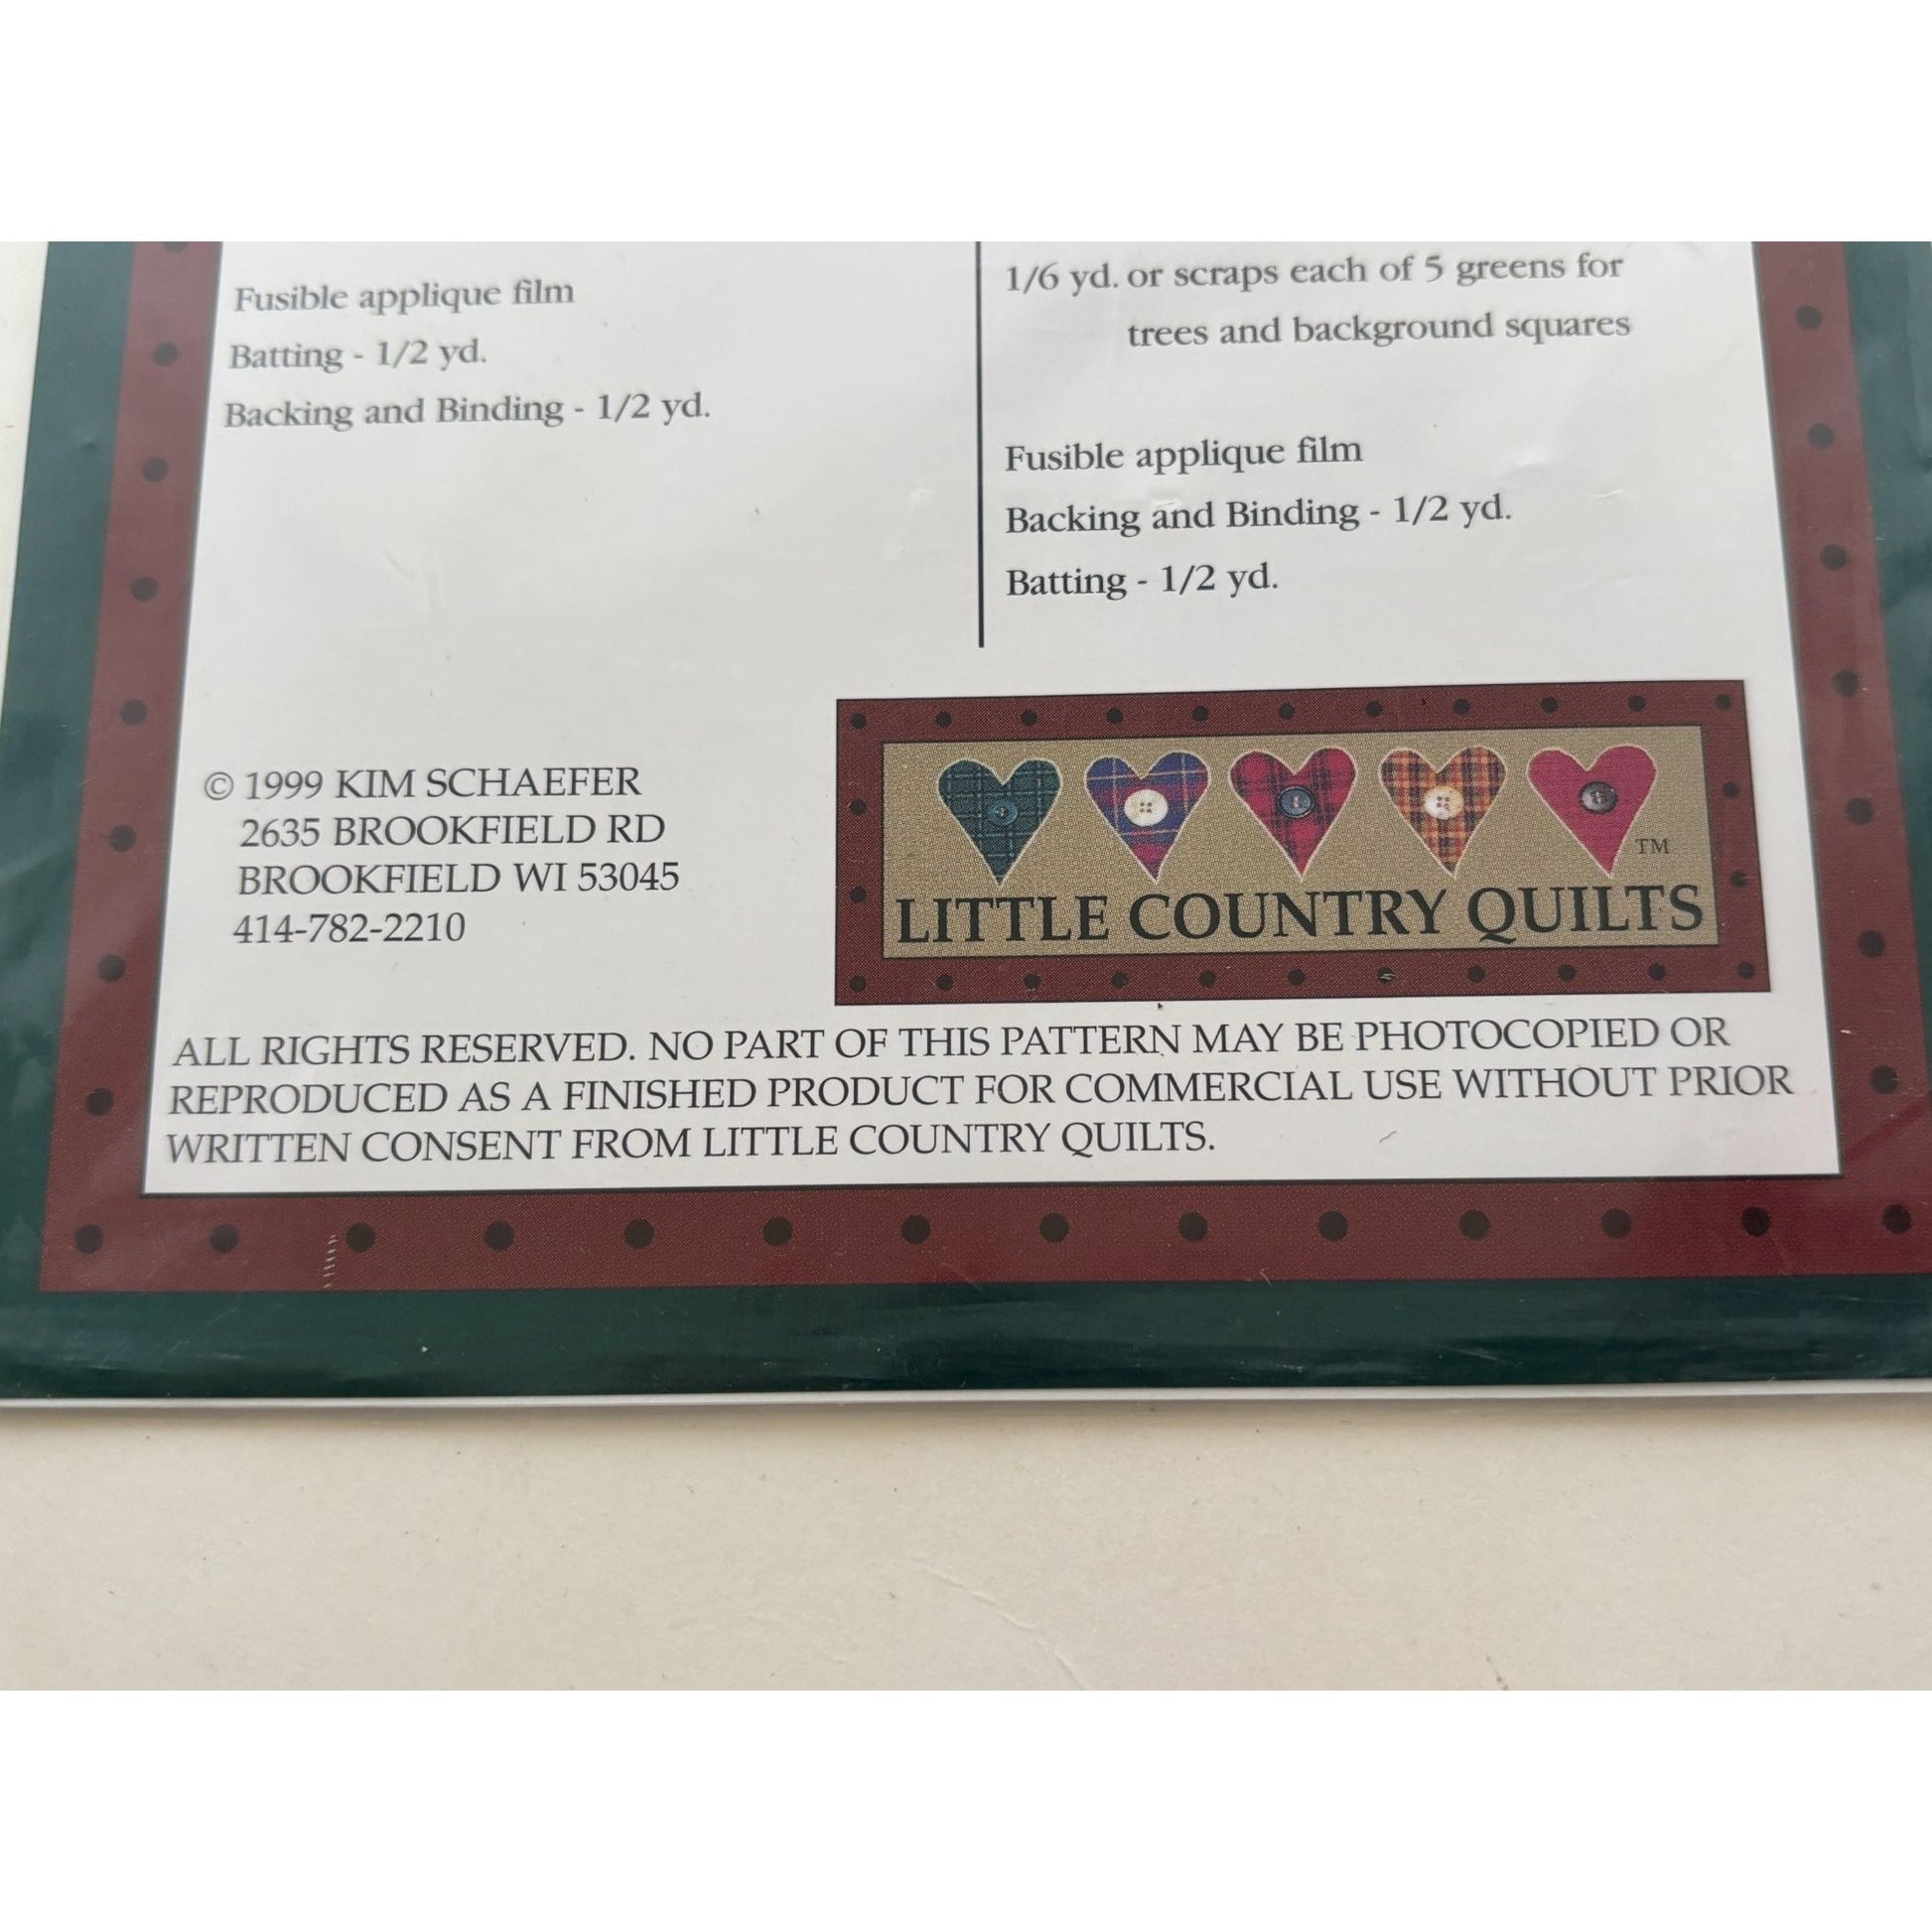 Fusible applique film
Batting - 1/2 yd.
Backing and Binding - 1/2 yd.
1/6 yd. or scraps each of 5 greens for
trees and background squares
Fusible applique film
Backing and Binding - 1/2 yd.
Batting - 1/2 yd.
© 1999 KIM SCHAEFER
2635 BROOKFIELD RD
BROOKFIELD WI 53045
414-782-2210
TM
LITTLE COUNTRY QUILTS
ALL RIGHTS RESERVED. NO PART OF THIS PATTERN MAY BE PHOTOCOPIED OR
REPRODUCED AS A FINISHED PRODUCT FOR COMMERCIAL USE WITHOUT PRIOR
WRITTEN CONSENT FROM LITTLE COUNTRY QUILTS.